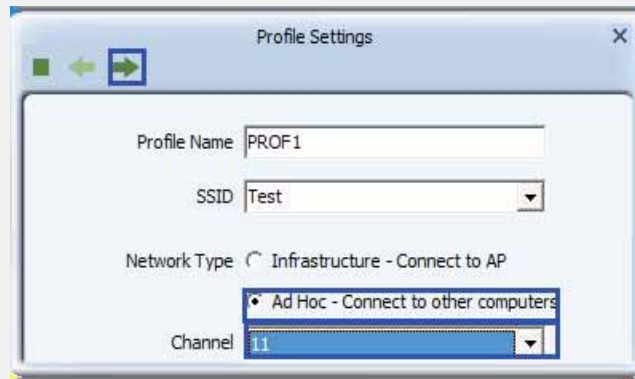 Profile Settings
Profile Name PROF1
SSID Test
Network Type Infrastructure - Connect to AP
Ad Hoc - Connect to other computers
Channel 11